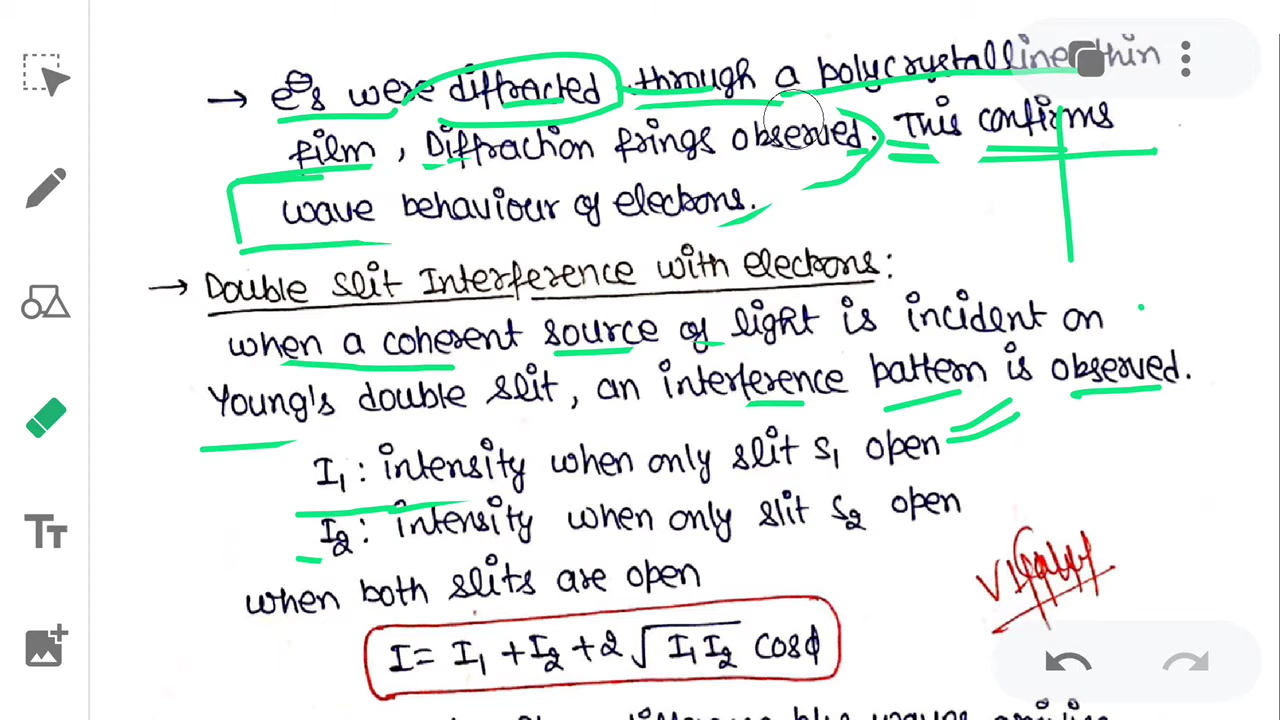 → e⊖s were diffracted through a polycrystalline thin
film, Diffraction frings observed. This confirms
wave behaviour of electrons.
→ Double slit Interference with electrons:
when a coherent source of light is incident on
Young's double slit, an interference pattern is observed.
I₁: intensity when only slit s₁ open
I₂: intensity when only slit s₂ open
when both slits are open
I = I₁ + I₂ + 2 √I₁I₂ cosϕ
TT